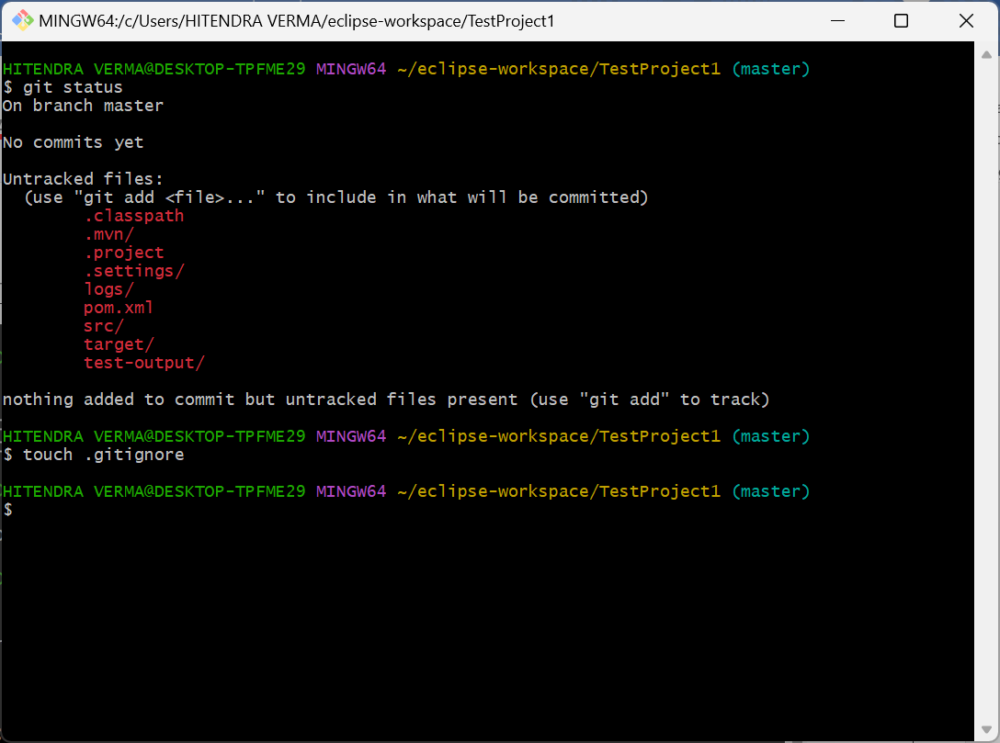 MINGW64:/c/Users/HITENDRA VERMA/eclipse-workspace/TestProject1
HITENDRA VERMA@DESKTOP-TPFME29 MINGW64 ~/eclipse-workspace/TestProject1 (master)
$ git status
On branch master
No commits yet
Untracked files:
  (use "git add <file>..." to include in what will be committed)
        .classpath
        .mvn/
        .project
        .settings/
        logs/
        pom.xml
        src/
        target/
        test-output/
nothing added to commit but untracked files present (use "git add" to track)
HITENDRA VERMA@DESKTOP-TPFME29 MINGW64 ~/eclipse-workspace/TestProject1 (master)
$ touch .gitignore
HITENDRA VERMA@DESKTOP-TPFME29 MINGW64 ~/eclipse-workspace/TestProject1 (master)
$